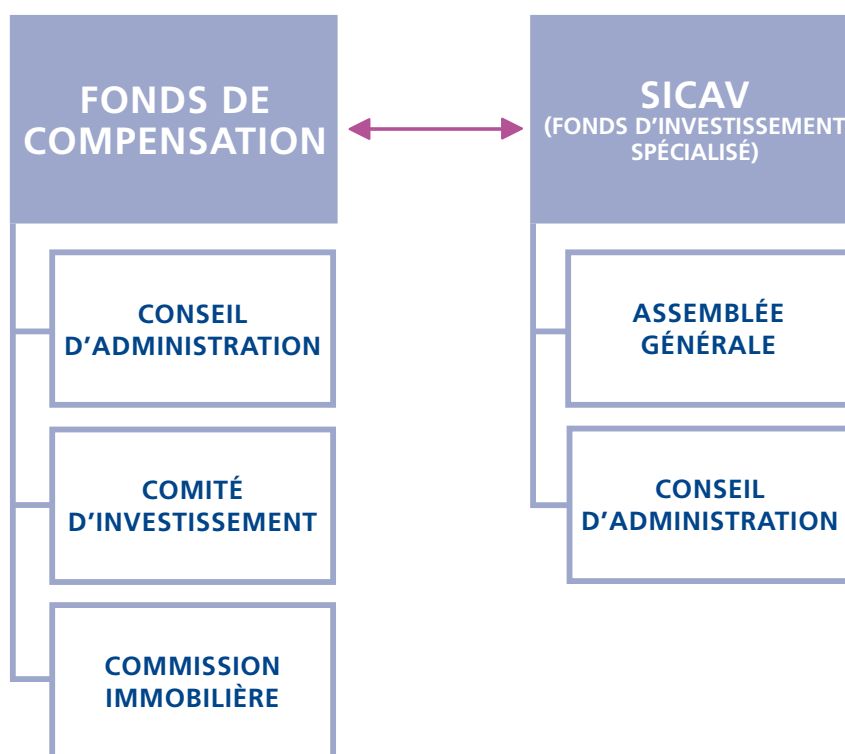 FONDS DE
COMPENSATION
CONSEIL
D’ADMINISTRATION
COMITÉ
D’INVESTISSEMENT
COMMISSION
IMMOBILIÈRE
SICAV
(FONDS D’INVESTISSEMENT
SPÉCIALISÉ)
ASSEMBLÉE
GÉNÉRALE
CONSEIL
D’ADMINISTRATION